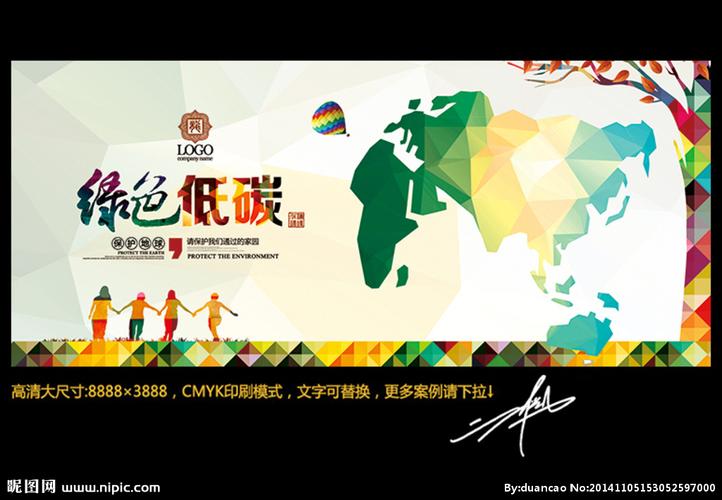 LOGO
company name
绿色低碳
保护地球
PROTECT THE EARTH
请保护我们通过的家园
PROTECT THE ENVIRONMENT
高清大尺寸:8888×3888，CMYK印刷模式，文字可替换，更多案例请下拉↓
昵图网 www.nipic.com
By:duancao No:20141105153052597000